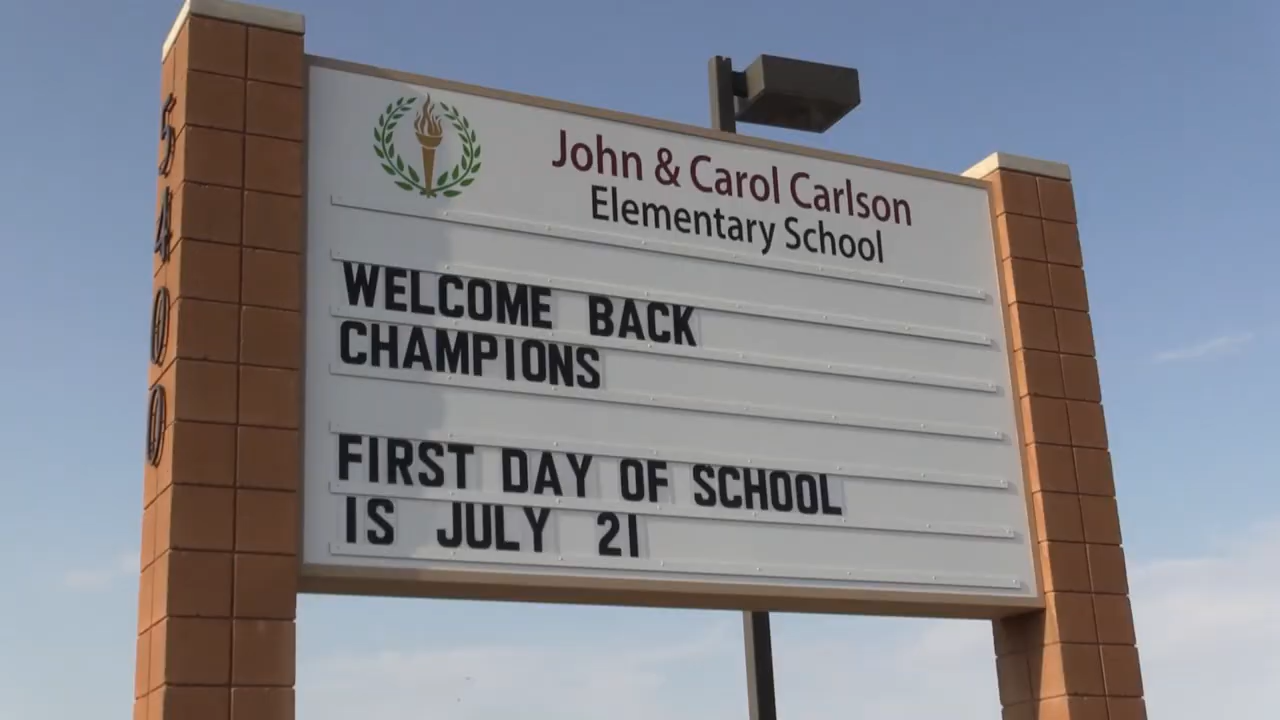 5400
John & Carol Carlson
Elementary School
WELCOME BACK
CHAMPIONS
FIRST DAY OF SCHOOL
IS JULY 21